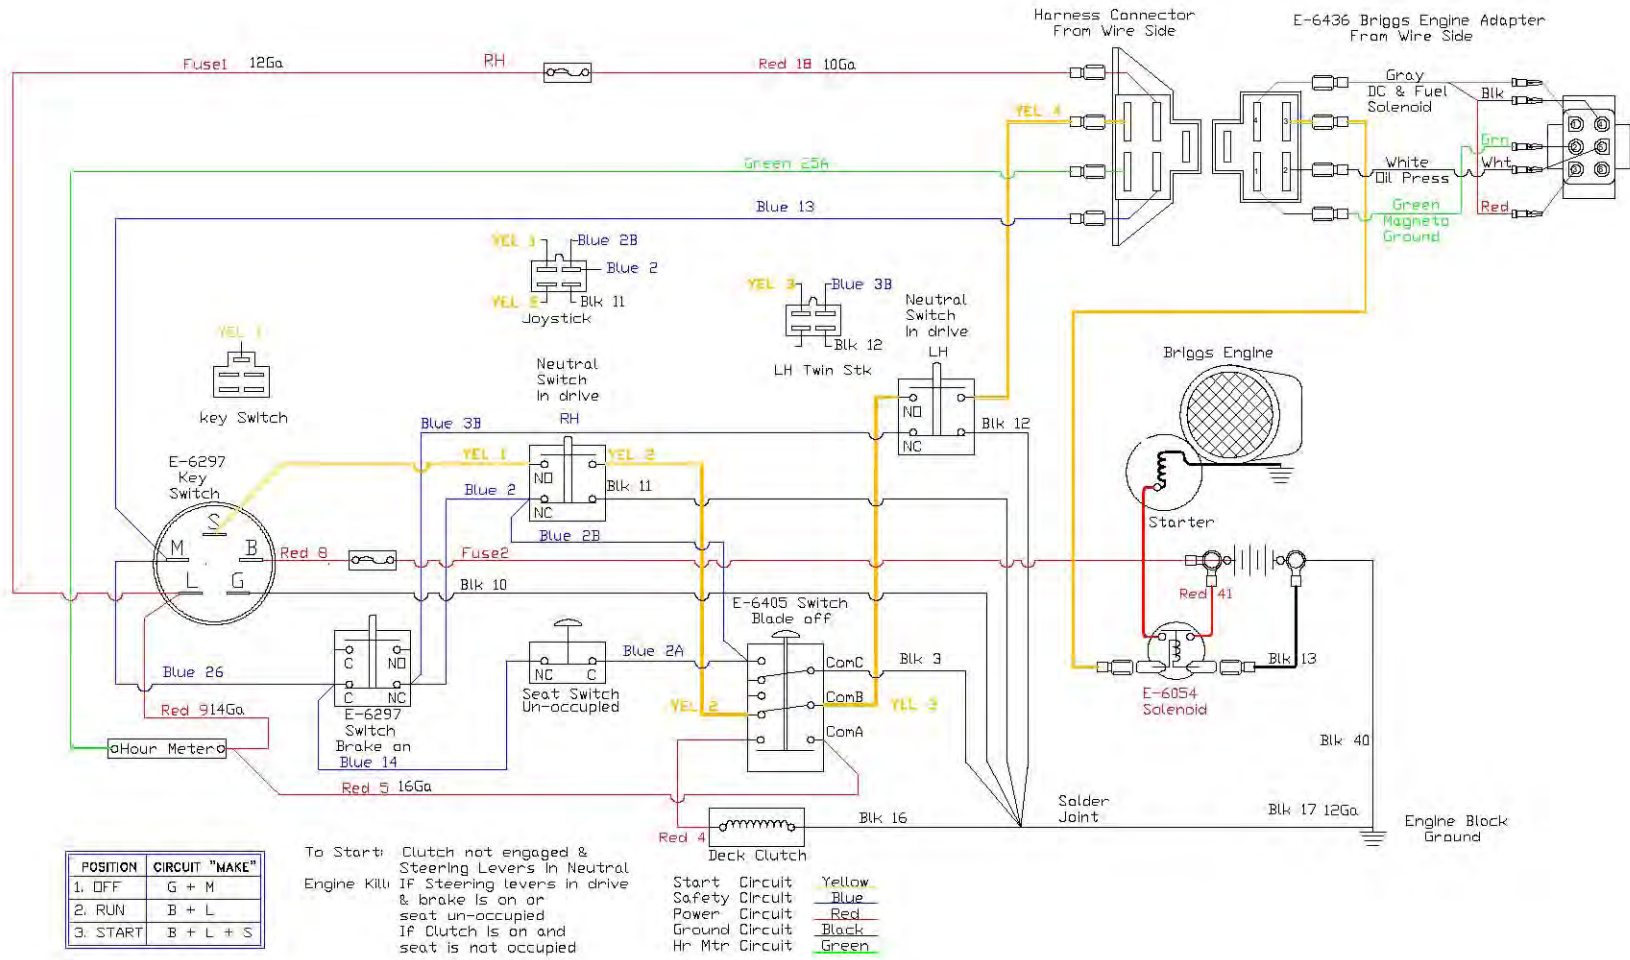 Harness Connector
From Wire Side
E-6436 Briggs Engine Adapter
From Wire Side
Fuse1 12Ga
RH
Red 18 10Ga
Gray
DC & Fuel
Solenoid
Blk
YEL 4
4
3
Grn
Green 25A
White
Oil Press
Wht
1
2
Blue 13
Green
Magneto
Ground
Red
Blue 2B
Blue 2
Blk 11
Joystick
YEL 3
Blue 3B
Blk 12
LH Twin Stk
Neutral
Switch
In drive
LH
YEL 1
key Switch
Neutral
Switch
In drive
RH
Briggs Engine
Blue 3B
NO
NC
Blk 12
E-6297
Key
Switch
YEL 1
YEL 2
NO
Blue 2
Blk 11
NC
S
Starter
Blue 2B
M
B
Red 8
Fuse2
L
G
Blk 10
Red 41
E-6405 Switch
Blade off
C
NO
Blue 2A
ComC
Blk 3
Blk 13
Blue 26
C
NC
NC
C
Seat Switch
Un-occupied
E-6054
Solenoid
Red 914Ga
E-6297
Switch
Brake on
YEL 2
ComB
YEL 3
ComA
Hour Meter
Blue 14
Blk 40
Red 5 16Ga
Solder
Joint
Blk 17 12Ga
Engine Block
Ground
Red 4
Blk 16
Deck Clutch
POSITION CIRCUIT "MAKE"
1. OFF G + M
2. RUN B + L
3. START B + L + S
To Start: Clutch not engaged &
Steering Levers In Neutral
Engine Kill: If Steering levers in drive
& brake Is on or
seat un-occupied
If Clutch Is on and
seat is not occupied
Start Circuit Yellow
Safety Circuit Blue
Power Circuit Red
Ground Circuit Black
Hr Mtr Circuit Green